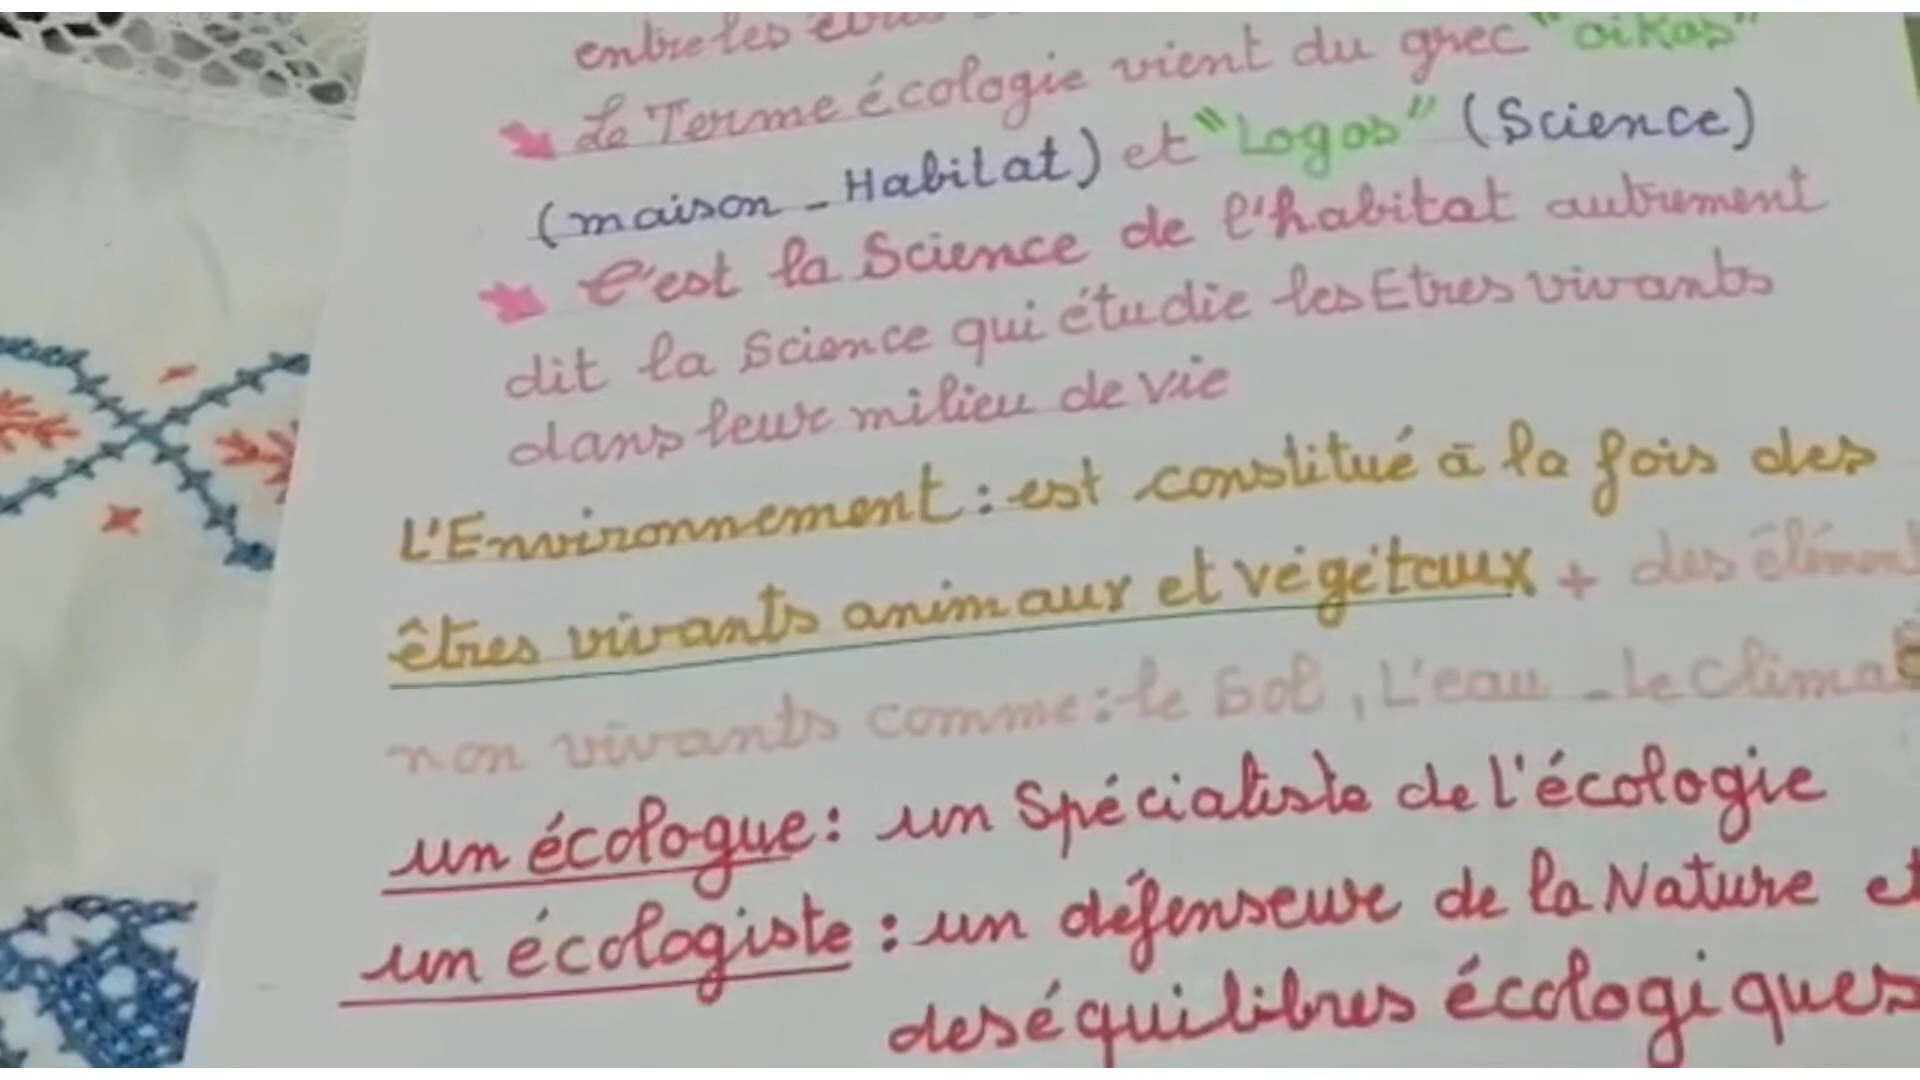 entre les êtres
Le Terme écologie vient du grec "oikos"
(maison _ Habitat) et "Logos" (Science)
C'est la Science de l'habitat autrement
dit la Science qui étudie les Etres vivants
dans leur milieu de vie
L'Environnement : est constitué à la fois des
êtres vivants animaux et végétaux + des élément
non vivants comme : le Sol, L'eau _ le Clima
un écologue : un Spécialiste de l'écologie
un écologiste : un défenseure de la Nature et
des équilibres écologiques